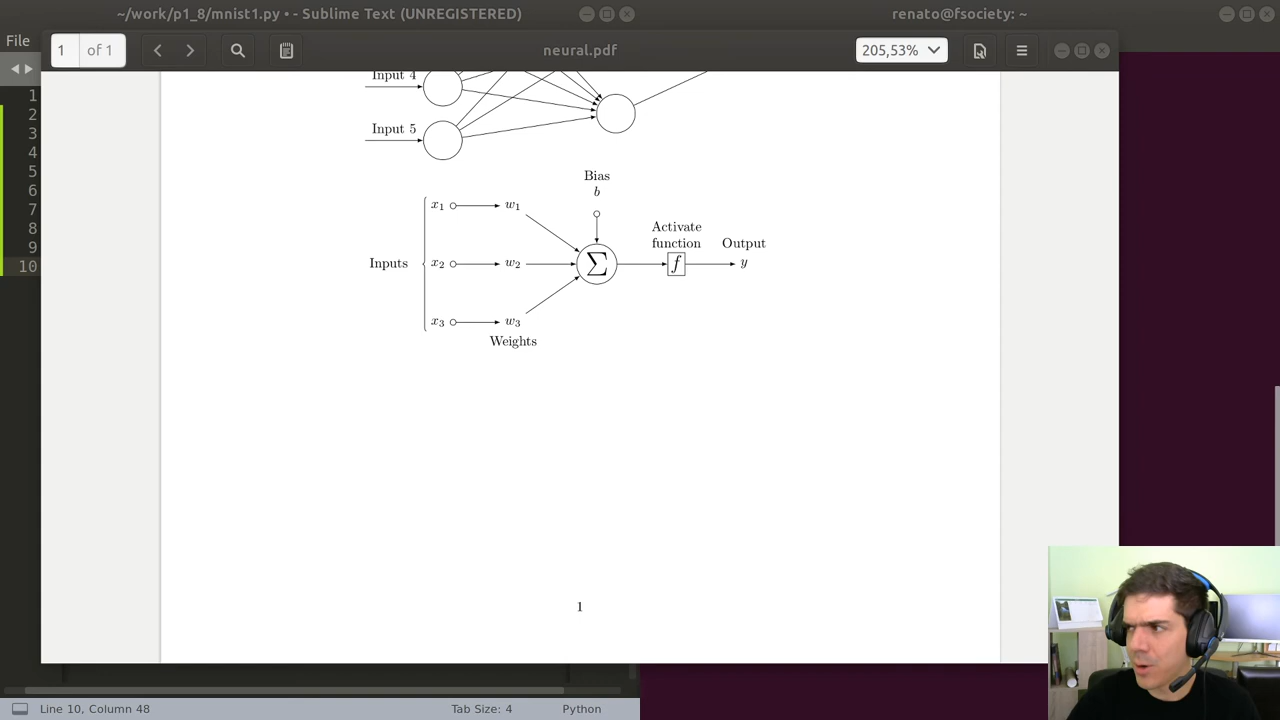 ~/work/p1_8/mnist1.py • - Sublime Text (UNREGISTERED)
renato@fsociety: ~
File
1 of 1
neural.pdf
205,53%
1
2
3
4
5
6
7
8
9
10
Input 4
Input 5
Bias
b
x1 w1
Activate
function
Output
Inputs
x2 w2
∑
f
y
x3 w3
Weights
1
Line 10, Column 48
Tab Size: 4
Python